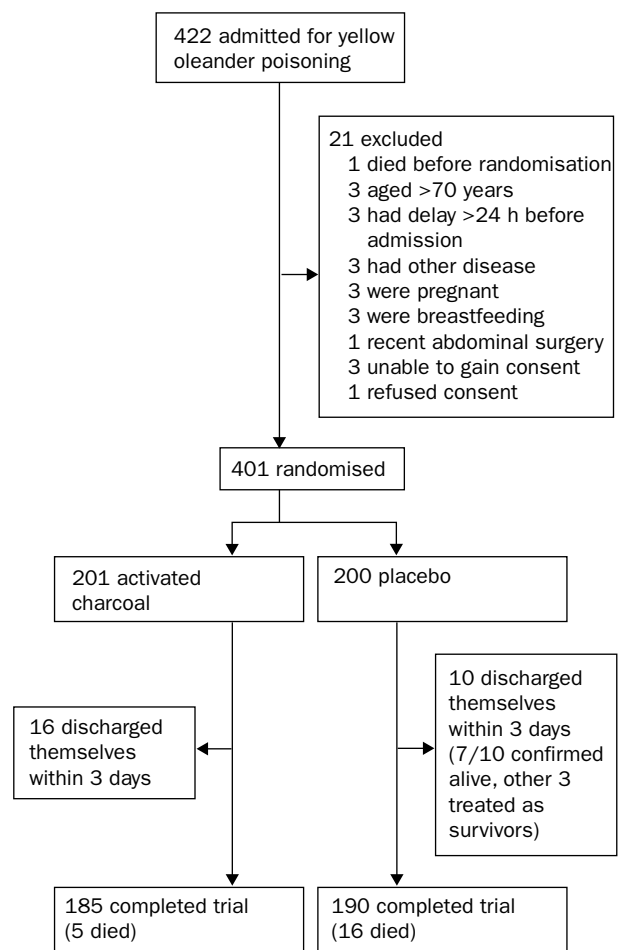 422 admitted for yellow
oleander poisoning
21 excluded
1 died before randomisation
3 aged >70 years
3 had delay >24 h before
admission
3 had other disease
3 were pregnant
3 were breastfeeding
1 recent abdominal surgery
3 unable to gain consent
1 refused consent
401 randomised
201 activated
charcoal
200 placebo
16 discharged
themselves
within 3 days
10 discharged
themselves
within 3 days
(7/10 confirmed
alive, other 3
treated as
survivors)
185 completed trial
(5 died)
190 completed trial
(16 died)